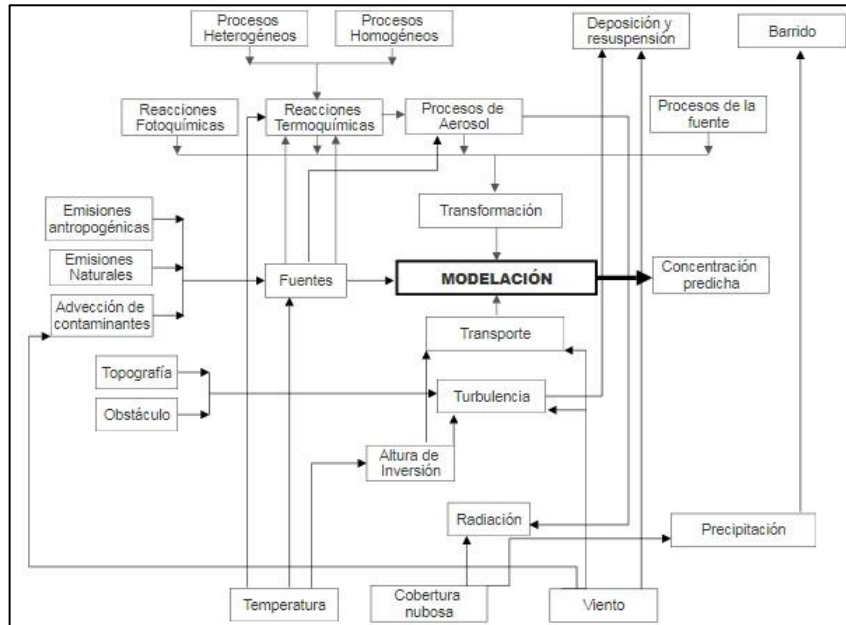 Procesos
Heterogéneos
Procesos
Homogéneos
Deposición y
resuspensión
Barrido
Reacciones
Fotoquímicas
Reacciones
Termoquímicas
Procesos de
Aerosol
Procesos de la
fuente
Transformación
Emisiones
antropogénicas
Emisiones
Naturales
Advección de
contaminantes
Fuentes
MODELACIÓN
Concentración
predicha
Transporte
Topografía
Obstáculo
Turbulencia
Altura de
Inversión
Radiación
Precipitación
Temperatura
Cobertura
nubosa
Viento